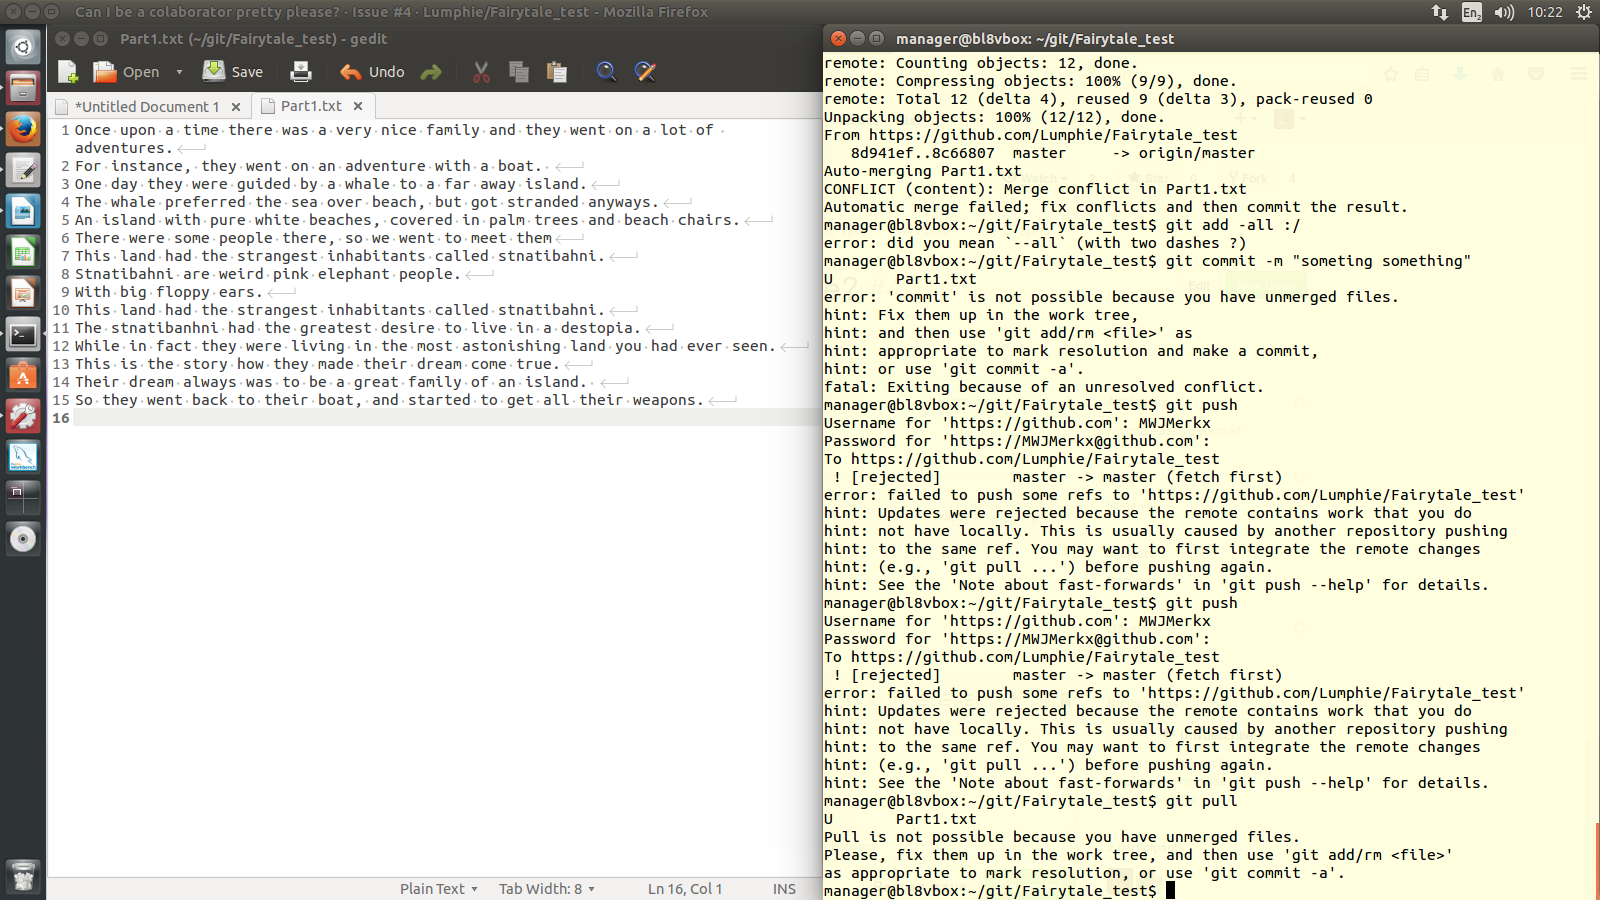 Can I be a colaborator pretty please? · Issue #4 · Lumphie/Fairytale_test - Mozilla Firefox
En2
10:22
Part1.txt (~/git/Fairytale_test) - gedit
Open
Save
Undo
*Untitled Document 1
Part1.txt
1 Once upon a time there was a very nice family and they went on a lot of
adventures.
2 For instance, they went on an adventure with a boat.
3 One day they were guided by a whale to a far away island.
4 The whale preferred the sea over beach, but got stranded anyways.
5 An island with pure white beaches, covered in palm trees and beach chairs.
6 There were some people there, so we went to meet them
7 This land had the strangest inhabitants called stnatibahni.
8 Stnatibahni are weird pink elephant people.
9 With big floppy ears.
10 This land had the strangest inhabitants called stnatibahni.
11 The stnatibanhni had the greatest desire to live in a destopia.
12 While in fact they were living in the most astonishing land you had ever seen.
13 This is the story how they made their dream come true.
14 Their dream always was to be a great family of an island.
15 So they went back to their boat, and started to get all their weapons.
16
Plain Text
Tab Width: 8
Ln 16, Col 1
INS
manager@bl8vbox: ~/git/Fairytale_test
remote: Counting objects: 12, done.
remote: Compressing objects: 100% (9/9), done.
remote: Total 12 (delta 4), reused 9 (delta 3), pack-reused 0
Unpacking objects: 100% (12/12), done.
From https://github.com/Lumphie/Fairytale_test
   8d941ef..8c66807  master     -> origin/master
Auto-merging Part1.txt
CONFLICT (content): Merge conflict in Part1.txt
Automatic merge failed; fix conflicts and then commit the result.
manager@bl8vbox:~/git/Fairytale_test$ git add -all :/
error: did you mean `--all` (with two dashes ?)
manager@bl8vbox:~/git/Fairytale_test$ git commit -m "someting something"
U       Part1.txt
error: 'commit' is not possible because you have unmerged files.
hint: Fix them up in the work tree,
hint: and then use 'git add/rm <file>' as
hint: appropriate to mark resolution and make a commit,
hint: or use 'git commit -a'.
fatal: Exiting because of an unresolved conflict.
manager@bl8vbox:~/git/Fairytale_test$ git push
Username for 'https://github.com': MWJMerkx
Password for 'https://MWJMerkx@github.com':
To https://github.com/Lumphie/Fairytale_test
 ! [rejected]        master -> master (fetch first)
error: failed to push some refs to 'https://github.com/Lumphie/Fairytale_test'
hint: Updates were rejected because the remote contains work that you do
hint: not have locally. This is usually caused by another repository pushing
hint: to the same ref. You may want to first integrate the remote changes
hint: (e.g., 'git pull ...') before pushing again.
hint: See the 'Note about fast-forwards' in 'git push --help' for details.
manager@bl8vbox:~/git/Fairytale_test$ git push
Username for 'https://github.com': MWJMerkx
Password for 'https://MWJMerkx@github.com':
To https://github.com/Lumphie/Fairytale_test
 ! [rejected]        master -> master (fetch first)
error: failed to push some refs to 'https://github.com/Lumphie/Fairytale_test'
hint: Updates were rejected because the remote contains work that you do
hint: not have locally. This is usually caused by another repository pushing
hint: to the same ref. You may want to first integrate the remote changes
hint: (e.g., 'git pull ...') before pushing again.
hint: See the 'Note about fast-forwards' in 'git push --help' for details.
manager@bl8vbox:~/git/Fairytale_test$ git pull
U       Part1.txt
Pull is not possible because you have unmerged files.
Please, fix them up in the work tree, and then use 'git add/rm <file>'
as appropriate to mark resolution, or use 'git commit -a'.
manager@bl8vbox:~/git/Fairytale_test$